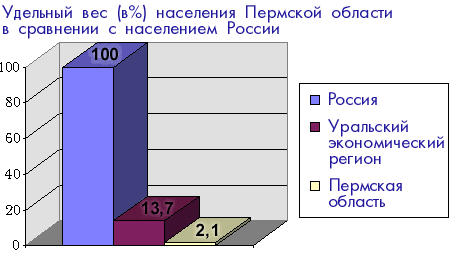 Удельный вес (в%) населения Пермской области
в сравнении с населением России
100
80
60
40
20
0
100
13,7
2,1
Россия
Уральский
экономический
регион
Пермская
область